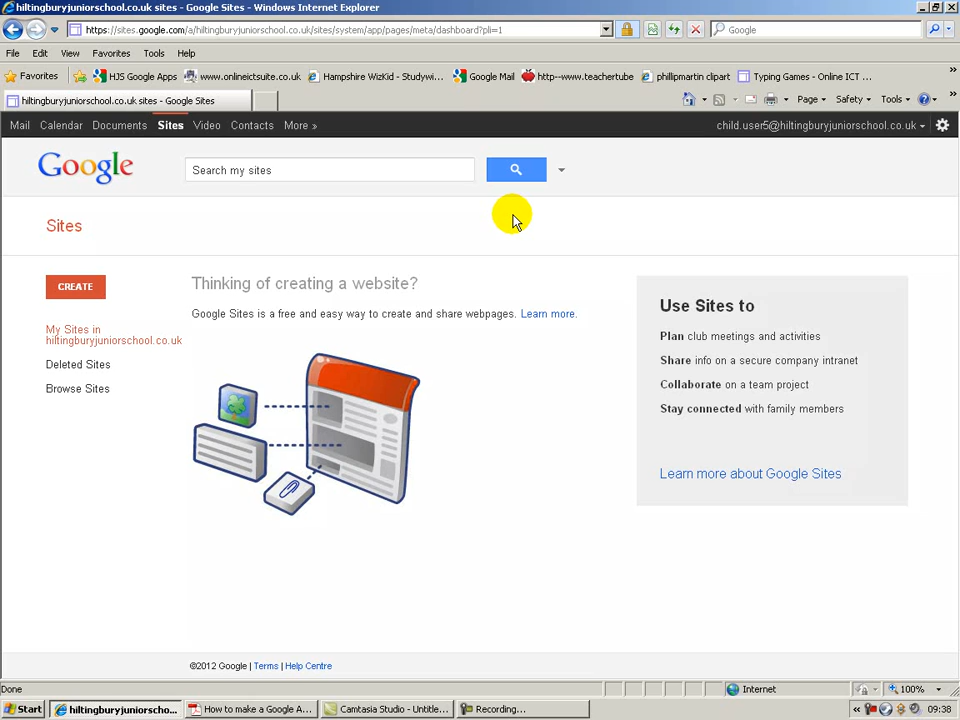 hiltingburyjuniorschool.co.uk sites - Google Sites - Windows Internet Explorer
https://sites.google.com/a/hiltingburyjuniorschool.co.uk/sites/system/app/pages/meta/dashboard?pli=1
Google
File Edit View Favorites Tools Help
Favorites HJS Google Apps www.onlineictsuite.co.uk Hampshire WizKid - Studywi... Google Mail http--www.teachertube phillipmartin clipart Typing Games - Online ICT ...
hiltingburyjuniorschool.co.uk sites - Google Sites
Page Safety Tools
Mail Calendar Documents Sites Video Contacts More » child.user5@hiltingburyjuniorschool.co.uk
Google
Search my sites
Sites
CREATE
My Sites in
hiltingburyjuniorschool.co.uk
Deleted Sites
Browse Sites
Thinking of creating a website?
Google Sites is a free and easy way to create and share webpages. Learn more.
Use Sites to
Plan club meetings and activities
Share info on a secure company intranet
Collaborate on a team project
Stay connected with family members
Learn more about Google Sites
©2012 Google | Terms | Help Centre
Done Internet 100%
Start hiltingburyjuniorscho... How to make a Google A... Camtasia Studio - Untitle... Recording... 09:38